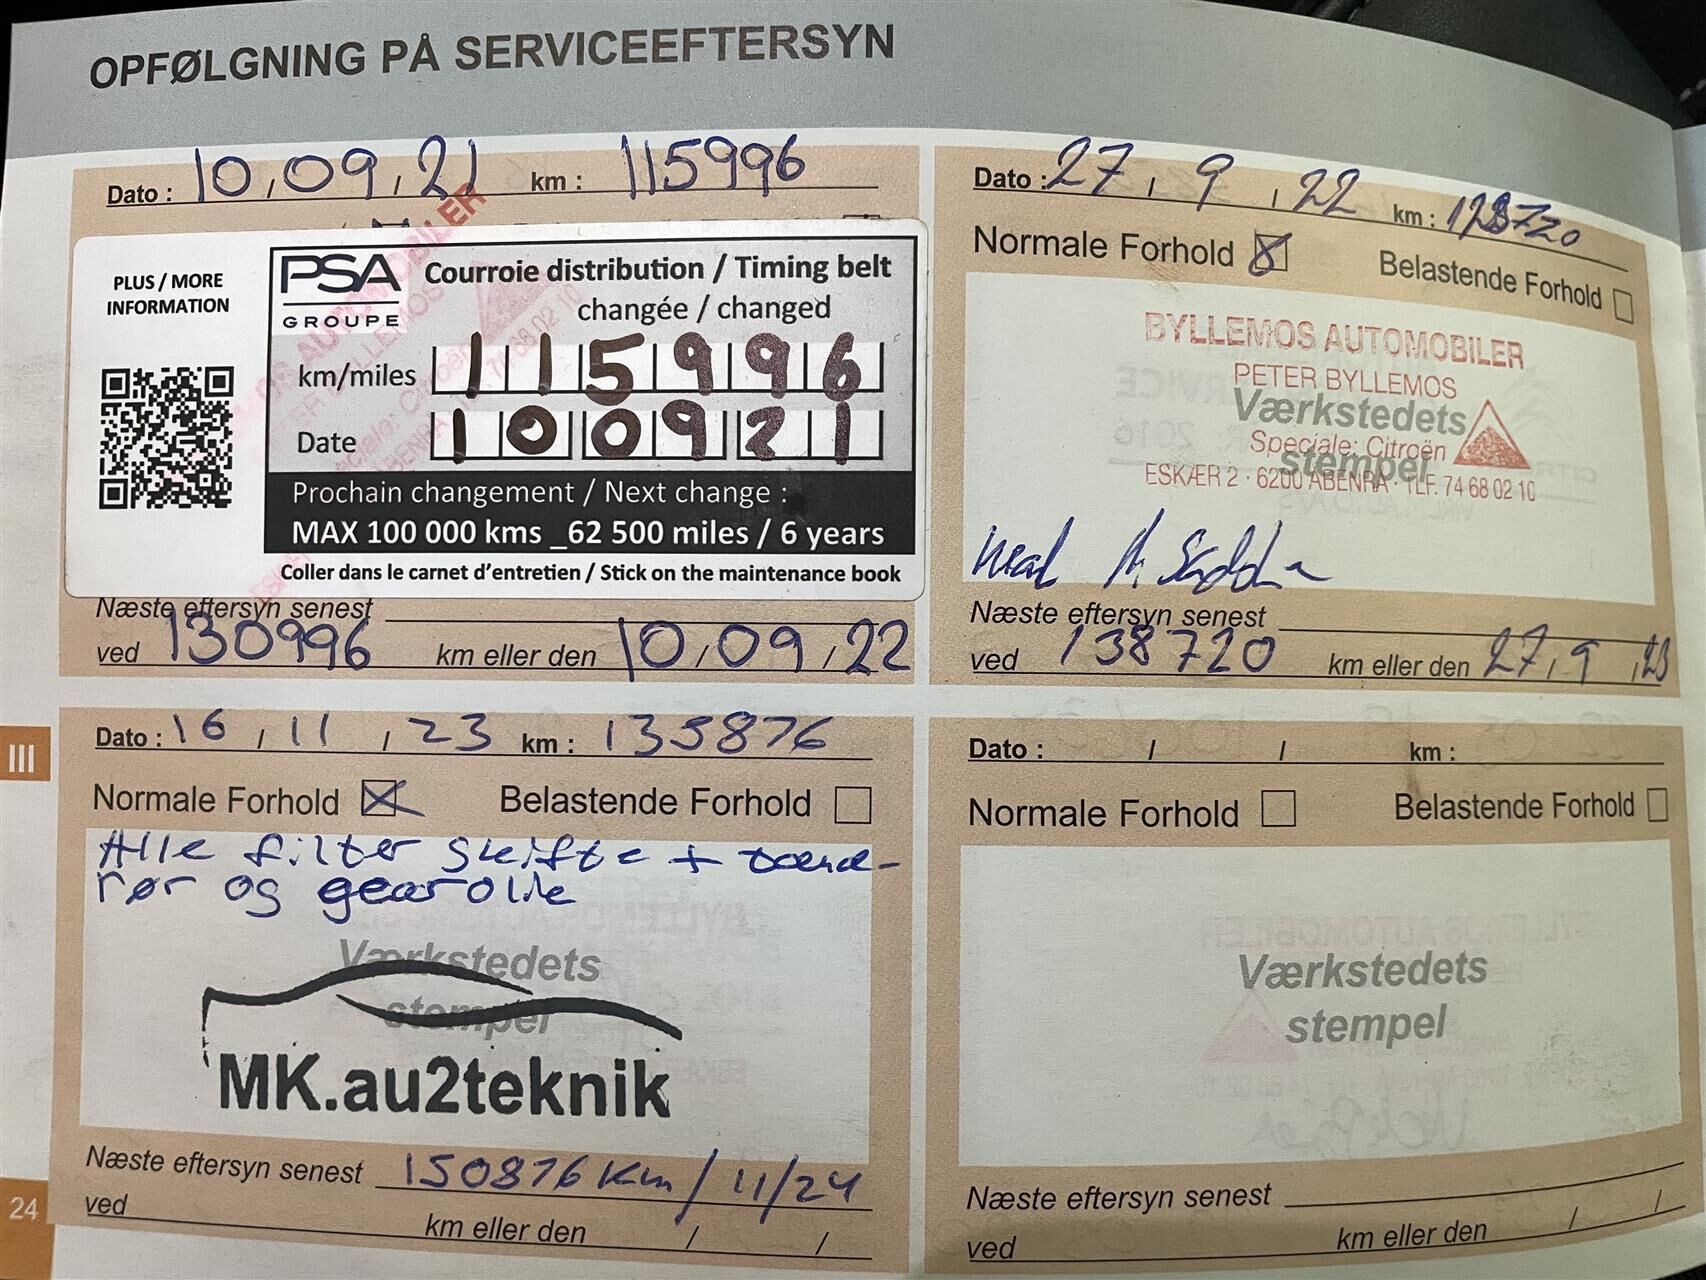 OPFØLGNING PÅ SERVICEEFTERSYN
Dato : 10,09,21 km : 115996
PLUS / MORE
INFORMATION
PSA
GROUPE
Courroie distribution / Timing belt
changée / changed
km/miles 115996
Date 100921
Prochain changement / Next change :
MAX 100 000 kms _62 500 miles / 6 years
Coller dans le carnet d'entretien / Stick on the maintenance book
Næste eftersyn senest
ved 130996 km eller den 10,09,22
Dato : 27, 9, 22 km : 123720
Normale Forhold Belastende Forhold
BYLLEMOS AUTOMOBILER
PETER BYLLEMOS
Værkstedets
Speciale: Citroën
stempel
ESKÆR 2 · 6200 ABENRA · TLF. 74 68 02 10
Næste eftersyn senest
ved 138720 km eller den 27, 9, 23
III
Dato : 16, 11, 23 km : 135876
Normale Forhold Belastende Forhold
Alle filter skifte + tænd-
rør og gearolie
Værkstedets
stempel
MK.au2teknik
Næste eftersyn senest 150876 Km / 11/24
ved km eller den / /
Dato : / / km :
Normale Forhold Belastende Forhold
Værkstedets
stempel
Næste eftersyn senest
ved km eller den / /
24